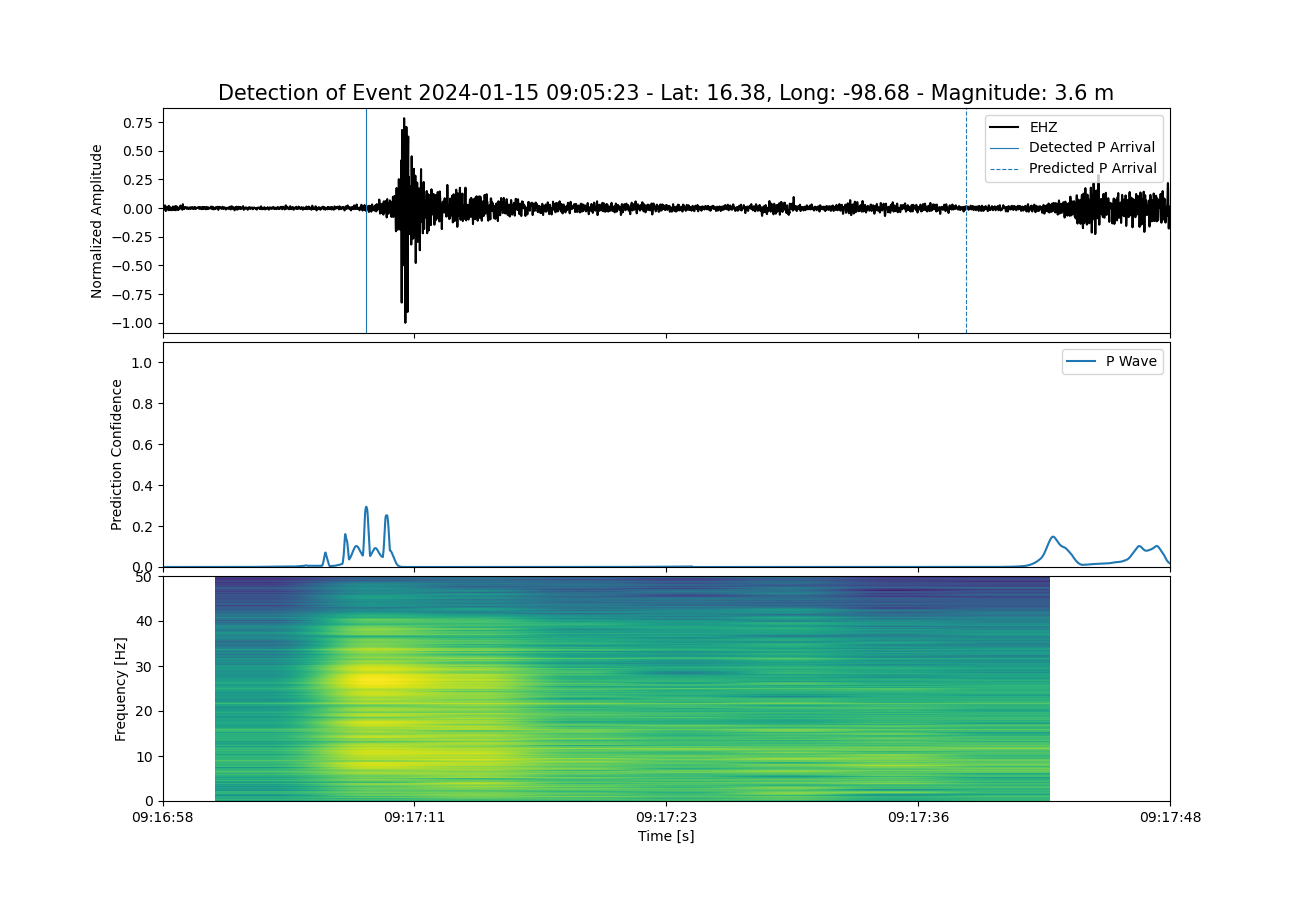 Detection of Event 2024-01-15 09:05:23 - Lat: 16.38, Long: -98.68 - Magnitude: 3.6 m
Normalized Amplitude
0.75
0.50
0.25
0.00
−0.25
−0.50
−0.75
−1.00
EHZ
Detected P Arrival
Predicted P Arrival
Prediction Confidence
1.0
0.8
0.6
0.4
0.2
0.0
P Wave
Frequency [Hz]
50
40
30
20
10
0
09:16:58
09:17:11
09:17:23
09:17:36
09:17:48
Time [s]